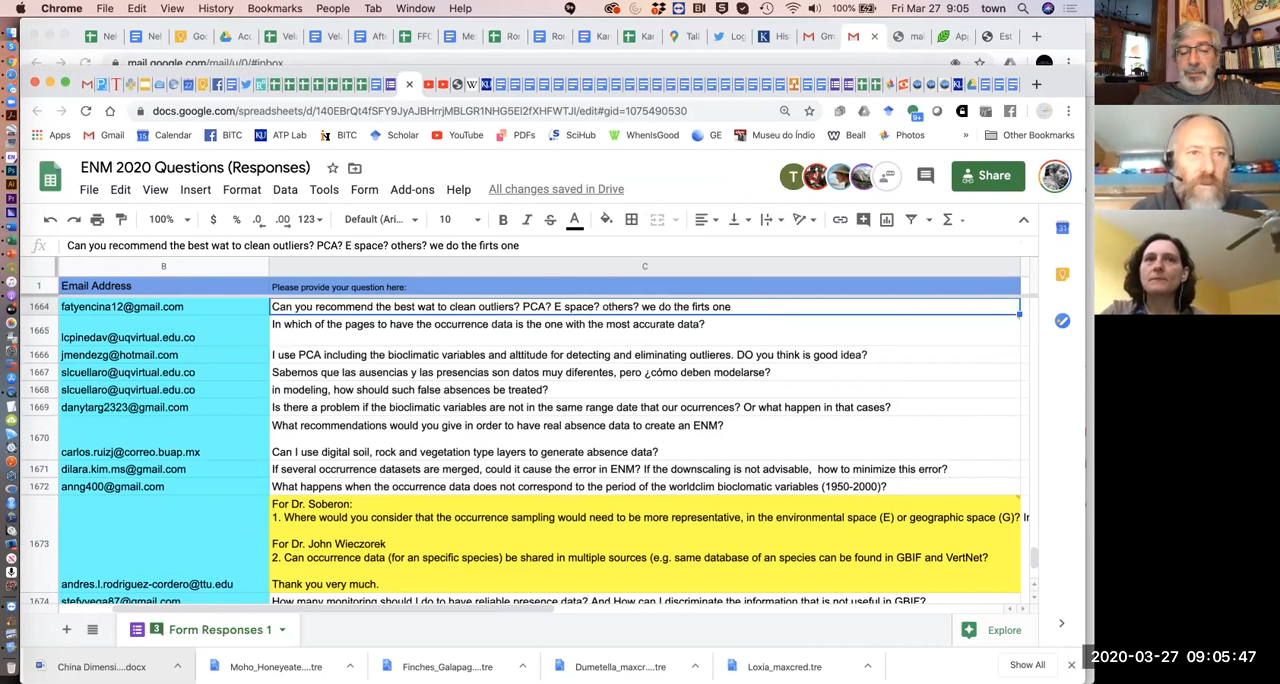 Chrome File Edit View History Bookmarks People Tab Window Help 100% Fri Mar 27 9:05 town
mail.google.com/mail/u/0/#inbox
docs.google.com/spreadsheets/d/140EBrQt4fSFY9JyAJBHrrjMBLGR1NHG5El2fXHFWTJI/edit#gid=1075490530
Apps Gmail Calendar BITC ATP Lab BITC Scholar YouTube PDFs SciHub WhenIsGood GE Museu do Índio Beall Photos » Other Bookmarks
ENM 2020 Questions (Responses)
File Edit View Insert Format Data Tools Form Add-ons Help All changes saved in Drive
T
Share
100% $ % .0 .00 123 Default (Ari... 10 B I S A
fx Can you recommend the best wat to clean outliers? PCA? E space? others? we do the firts one
B C
1 Email Address Please provide your question here:
1664 fatyencina12@gmail.com Can you recommend the best wat to clean outliers? PCA? E space? others? we do the firts one
1665 lcpinedav@uqvirtual.edu.co In which of the pages to have the occurrence data is the one with the most accurate data?
1666 jmendezg@hotmail.com I use PCA including the bioclimatic variables and alttitude for detecting and eliminating outlieres. DO you think is good idea?
1667 slcuellaro@uqvirtual.edu.co Sabemos que las ausencias y las presencias son datos muy diferentes, pero ¿cómo deben modelarse?
1668 slcuellaro@uqvirtual.edu.co in modeling, how should such false absences be treated?
1669 danytarg2323@gmail.com Is there a problem if the bioclimatic variables are not in the same range date that our ocurrences? Or what happen in that cases?
What recommendations would you give in order to have real absence data to create an ENM?
1670
carlos.ruizj@correo.buap.mx Can I use digital soil, rock and vegetation type layers to generate absence data?
1671 dilara.kim.ms@gmail.com If several occrurrence datasets are merged, could it cause the error in ENM? If the downscaling is not advisable, how to minimize this error?
1672 anng400@gmail.com What happens when the occurrence data does not correspond to the period of the worldclim bioclomatic variables (1950-2000)?
For Dr. Soberon:
1. Where would you consider that the occurrence sampling would need to be more representative, in the environmental space (E) or geographic space (G)? In
For Dr. John Wieczorek
1673
2. Can occurrence data (for an specific species) be shared in multiple sources (e.g. same database of an species can be found in GBIF and VertNet?
andres.l.rodriguez-cordero@ttu.edu Thank you very much.
1674 stefyvega87@gmail.com How many monitoring should I do to have reliable presence data? And How can I discriminate the information that is not useful in GBIF?
3 Form Responses 1
Explore
China Dimensi....docx Moho_Honeyeate....tre Finches_Galapag....tre Dumetella_maxcr....tre Loxia_maxcred.tre Show All
2020-03-27 09:05:47